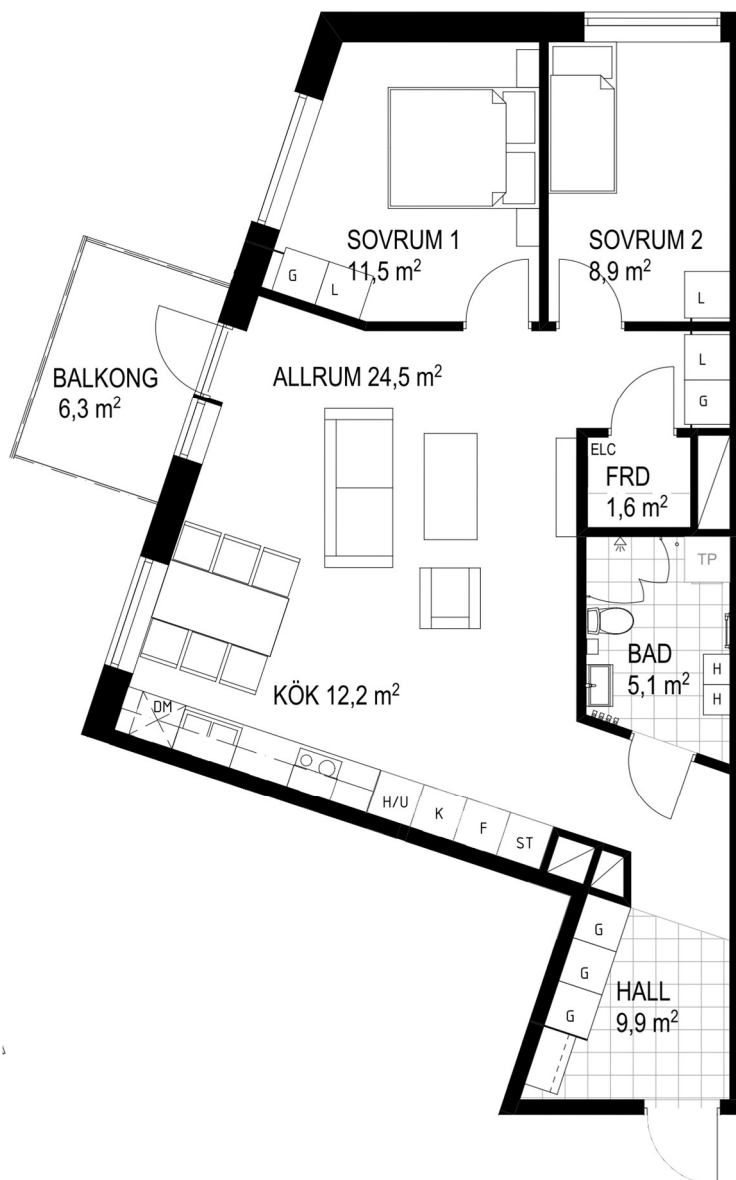 SOVRUM 1
11,5 m²
SOVRUM 2
8,9 m²
G
L
L
BALKONG
6,3 m²
ALLRUM 24,5 m²
L
G
ELC
FRD
1,6 m²
TP
BAD
5,1 m²
H
H
KÖK 12,2 m²
DM
H/U
K
F
ST
G
G
G
HALL
9,9 m²